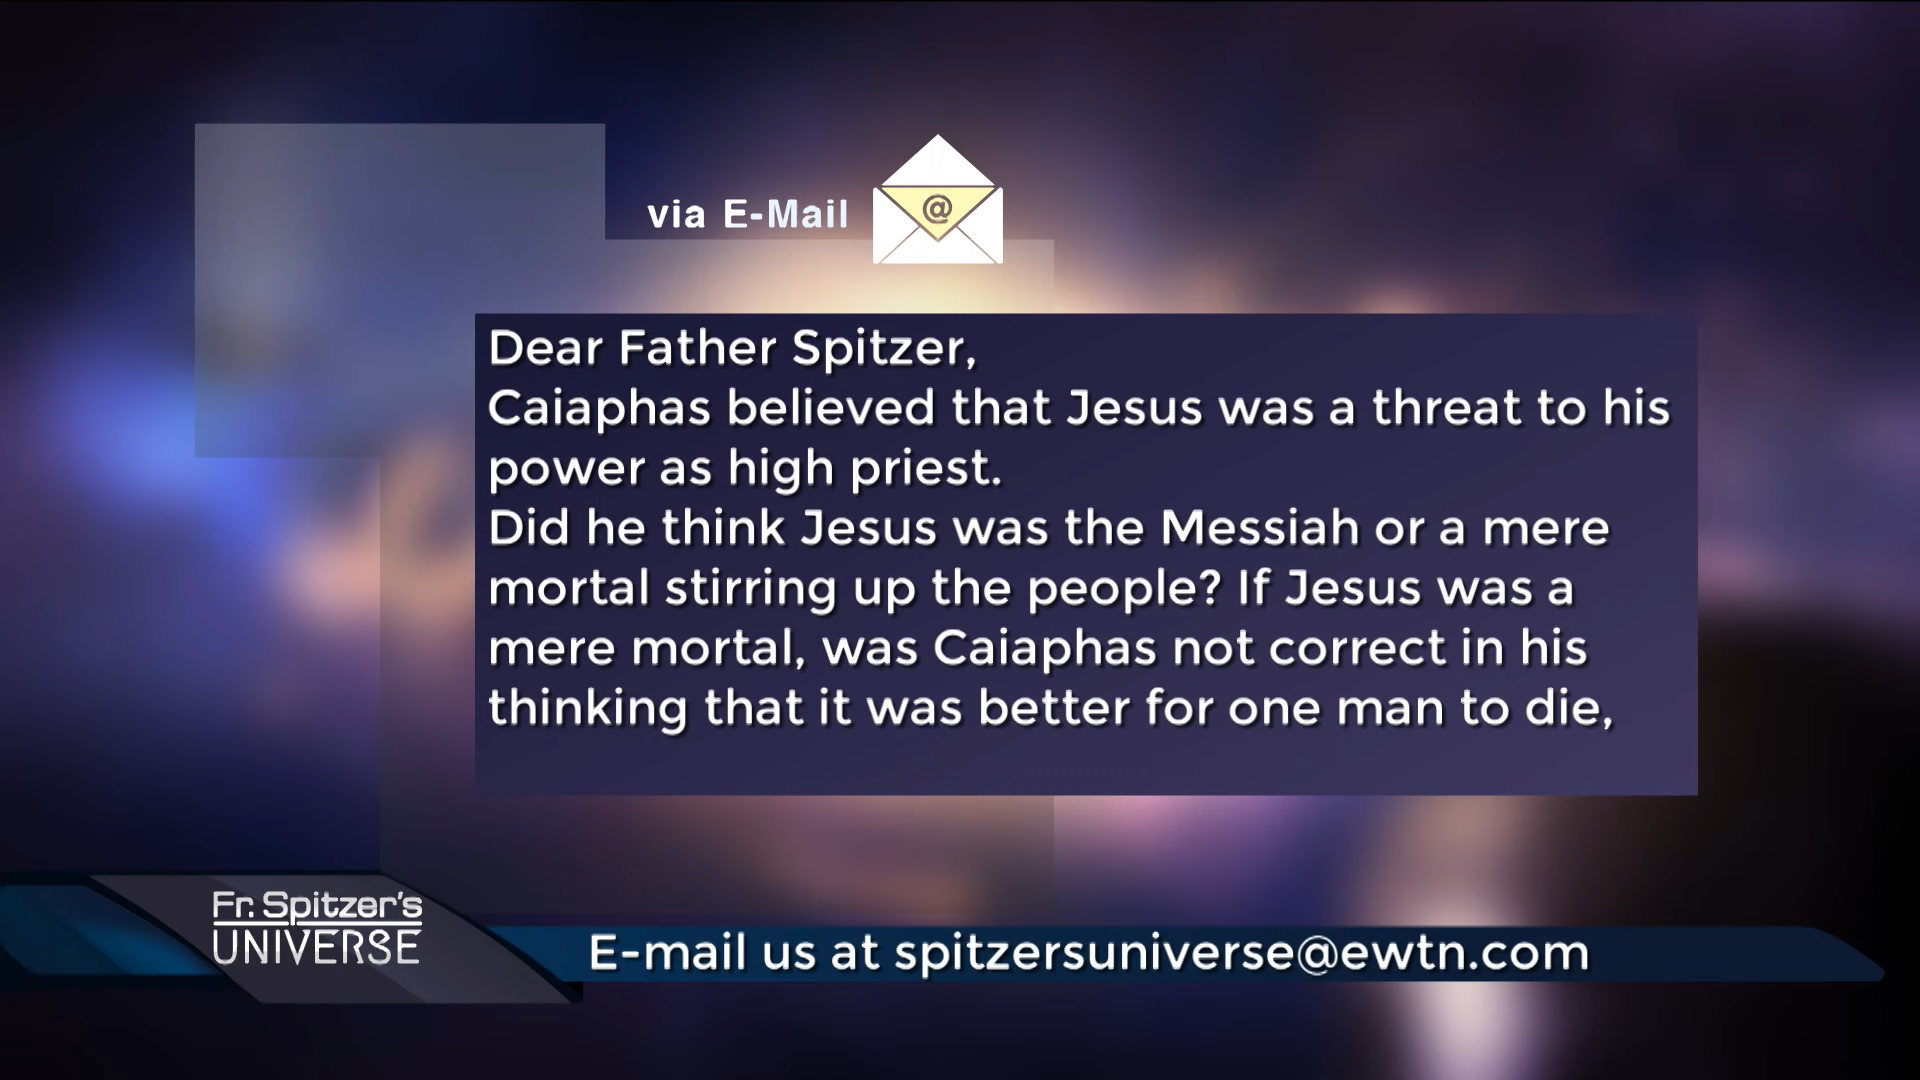 via E-Mail
@
Dear Father Spitzer,
Caiaphas believed that Jesus was a threat to his
power as high priest.
Did he think Jesus was the Messiah or a mere
mortal stirring up the people? If Jesus was a
mere mortal, was Caiaphas not correct in his
thinking that it was better for one man to die,
Fr. Spitzer's
UNIVERSE
E-mail us at spitzersuniverse@ewtn.com